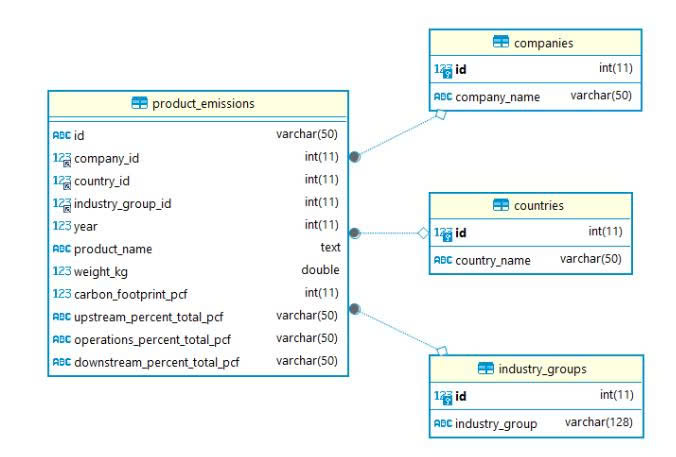 product_emissions
ABC id varchar(50)
123 company_id int(11)
123 country_id int(11)
123 industry_group_id int(11)
123 year int(11)
ABC product_name text
123 weight_kg double
123 carbon_footprint_pcf int(11)
ABC upstream_percent_total_pcf varchar(50)
ABC operations_percent_total_pcf varchar(50)
ABC downstream_percent_total_pcf varchar(50)
companies
123 id int(11)
ABC company_name varchar(50)
countries
123 id int(11)
ABC country_name varchar(50)
industry_groups
123 id int(11)
ABC industry_group varchar(128)